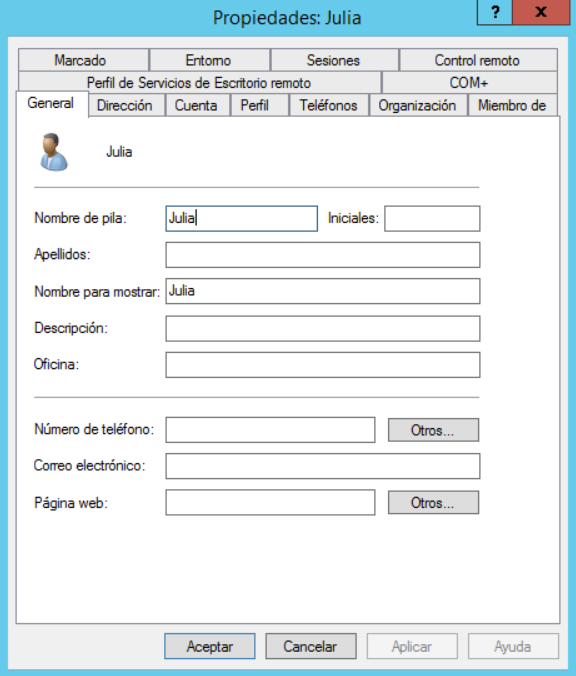 Propiedades: Julia
? x
Marcado Entorno Sesiones Control remoto
Perfil de Servicios de Escritorio remoto COM+
General Dirección Cuenta Perfil Teléfonos Organización Miembro de
Julia
Nombre de pila: Julia Iniciales:
Apellidos:
Nombre para mostrar: Julia
Descripción:
Oficina:
Número de teléfono: Otros...
Correo electrónico:
Página web: Otros...
Aceptar Cancelar Aplicar Ayuda